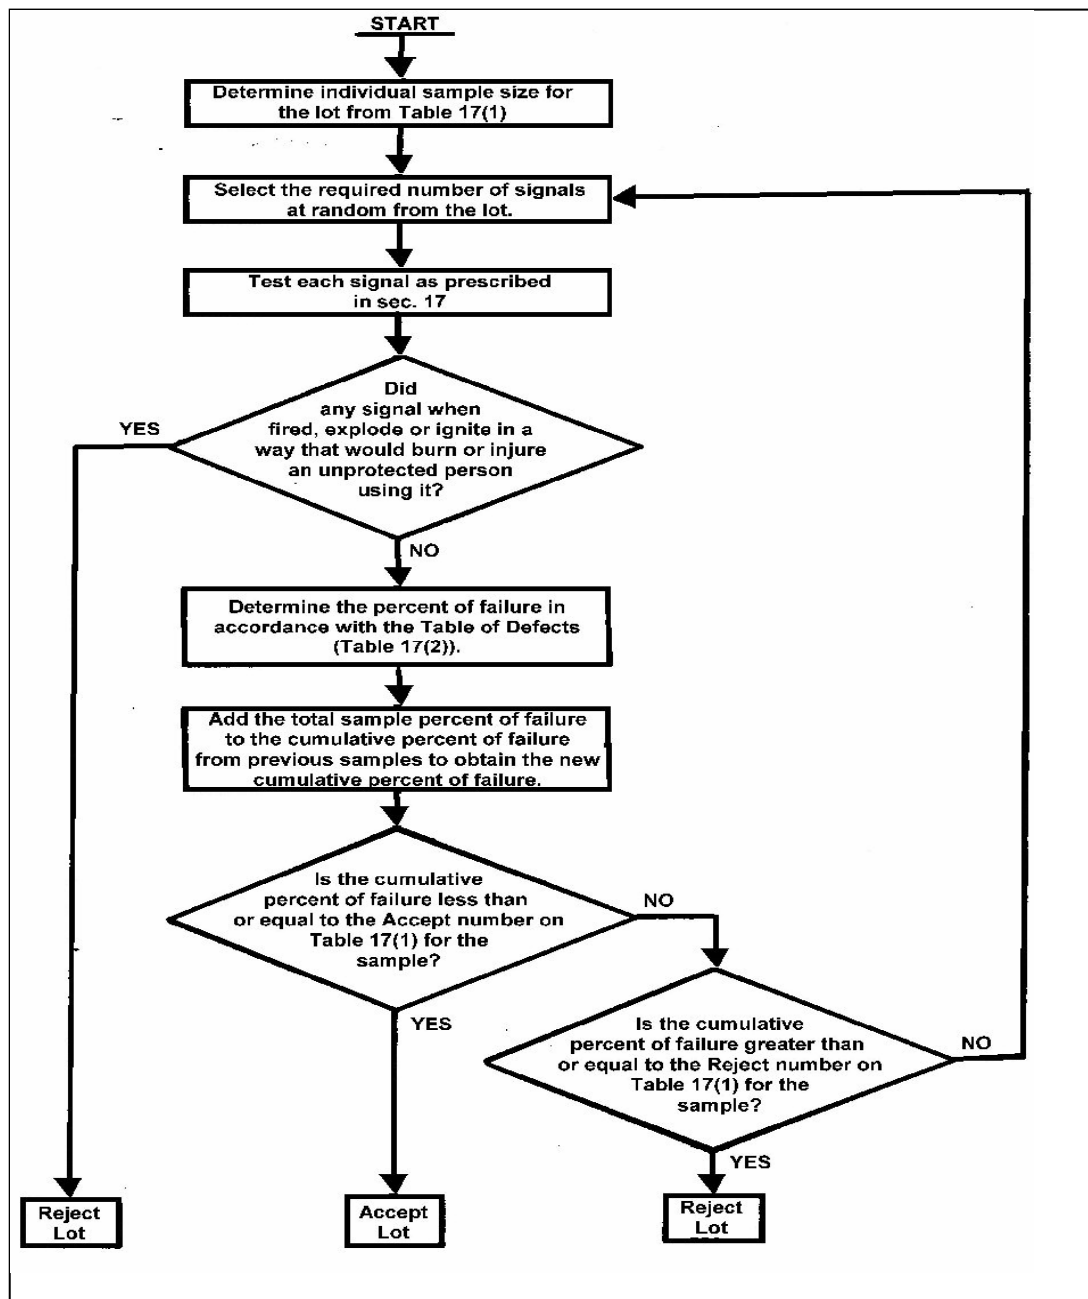 START
Determine individual sample size for
the lot from Table 17(1)
Select the required number of signals
at random from the lot.
Test each signal as prescribed
in sec. 17
Did
any signal when
fired, explode or ignite in a
way that would burn or injure
an unprotected person
using it?
YES
NO
Determine the percent of failure in
accordance with the Table of Defects
(Table 17(2)).
Add the total sample percent of failure
to the cumulative percent of failure
from previous samples to obtain the new
cumulative percent of failure.
Is the cumulative
percent of failure less than
or equal to the Accept number on
Table 17(1) for the
sample?
NO
YES
Is the cumulative
percent of failure greater than
or equal to the Reject number on
Table 17(1) for the
sample?
NO
YES
Reject
Lot
Accept
Lot
Reject
Lot